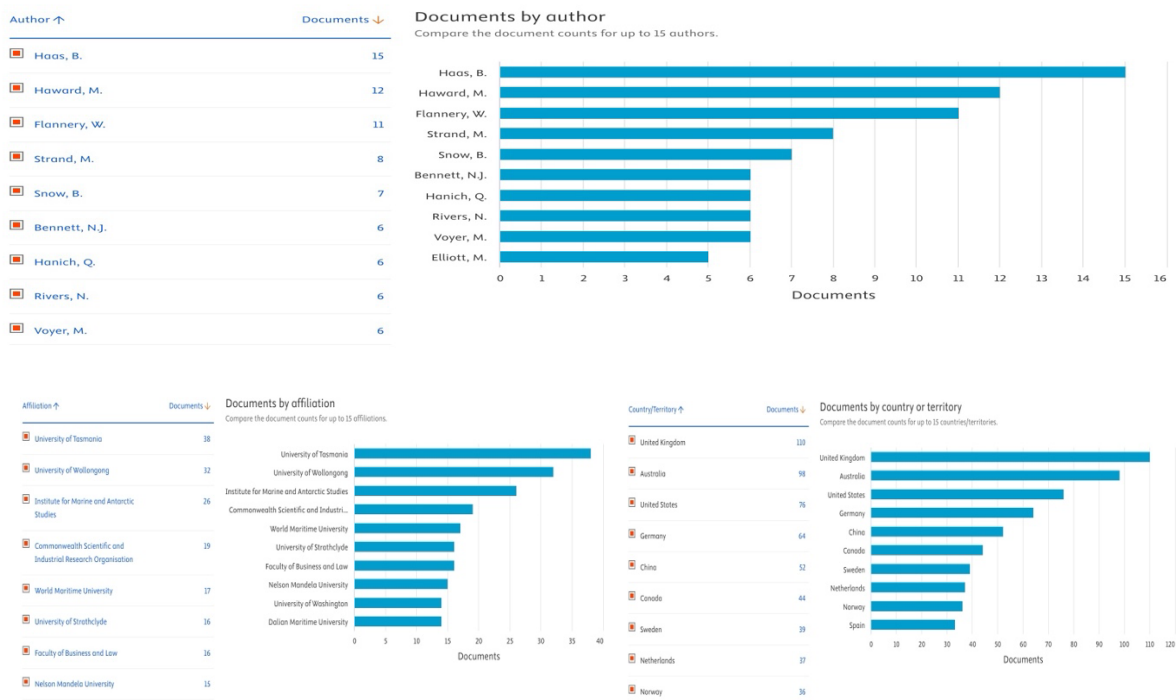 Author ↑ Documents ↓
Haas, B. 15
Haward, M. 12
Flannery, W. 11
Strand, M. 8
Snow, B. 7
Bennett, N.J. 6
Hanich, Q. 6
Rivers, N. 6
Voyer, M. 6
Documents by author
Compare the document counts for up to 15 authors.
Haas, B.
Haward, M.
Flannery, W.
Strand, M.
Snow, B.
Bennett, N.J.
Hanich, Q.
Rivers, N.
Voyer, M.
Elliott, M.
0 1 2 3 4 5 6 7 8 9 10 11 12 13 14 15 16
Documents
Affiliation ↑ Documents ↓
University of Tasmania 38
University of Wollongong 32
Institute for Marine and Antarctic 26
Studies
Commonwealth Scientific and 19
Industrial Research Organisation
World Maritime University 17
University of Strathclyde 16
Faculty of Business and Law 16
Nelson Mandela University 15
Documents by affiliation
Compare the document counts for up to 15 affiliations.
University of Tasmania
University of Wollongong
Institute for Marine and Antarctic Studies
Commonwealth Scientific and Industri...
World Maritime University
University of Strathclyde
Faculty of Business and Law
Nelson Mandela University
University of Washington
Dalian Maritime University
0 5 10 15 20 25 30 35 40
Documents
Country/Territory ↑ Documents ↓
United Kingdom 110
Australia 98
United States 76
Germany 64
China 52
Canada 44
Sweden 39
Netherlands 37
Norway 36
Documents by country or territory
Compare the document counts for up to 15 countries/territories.
United Kingdom
Australia
United States
Germany
China
Canada
Sweden
Netherlands
Norway
Spain
0 10 20 30 40 50 60 70 80 90 100 110 120
Documents